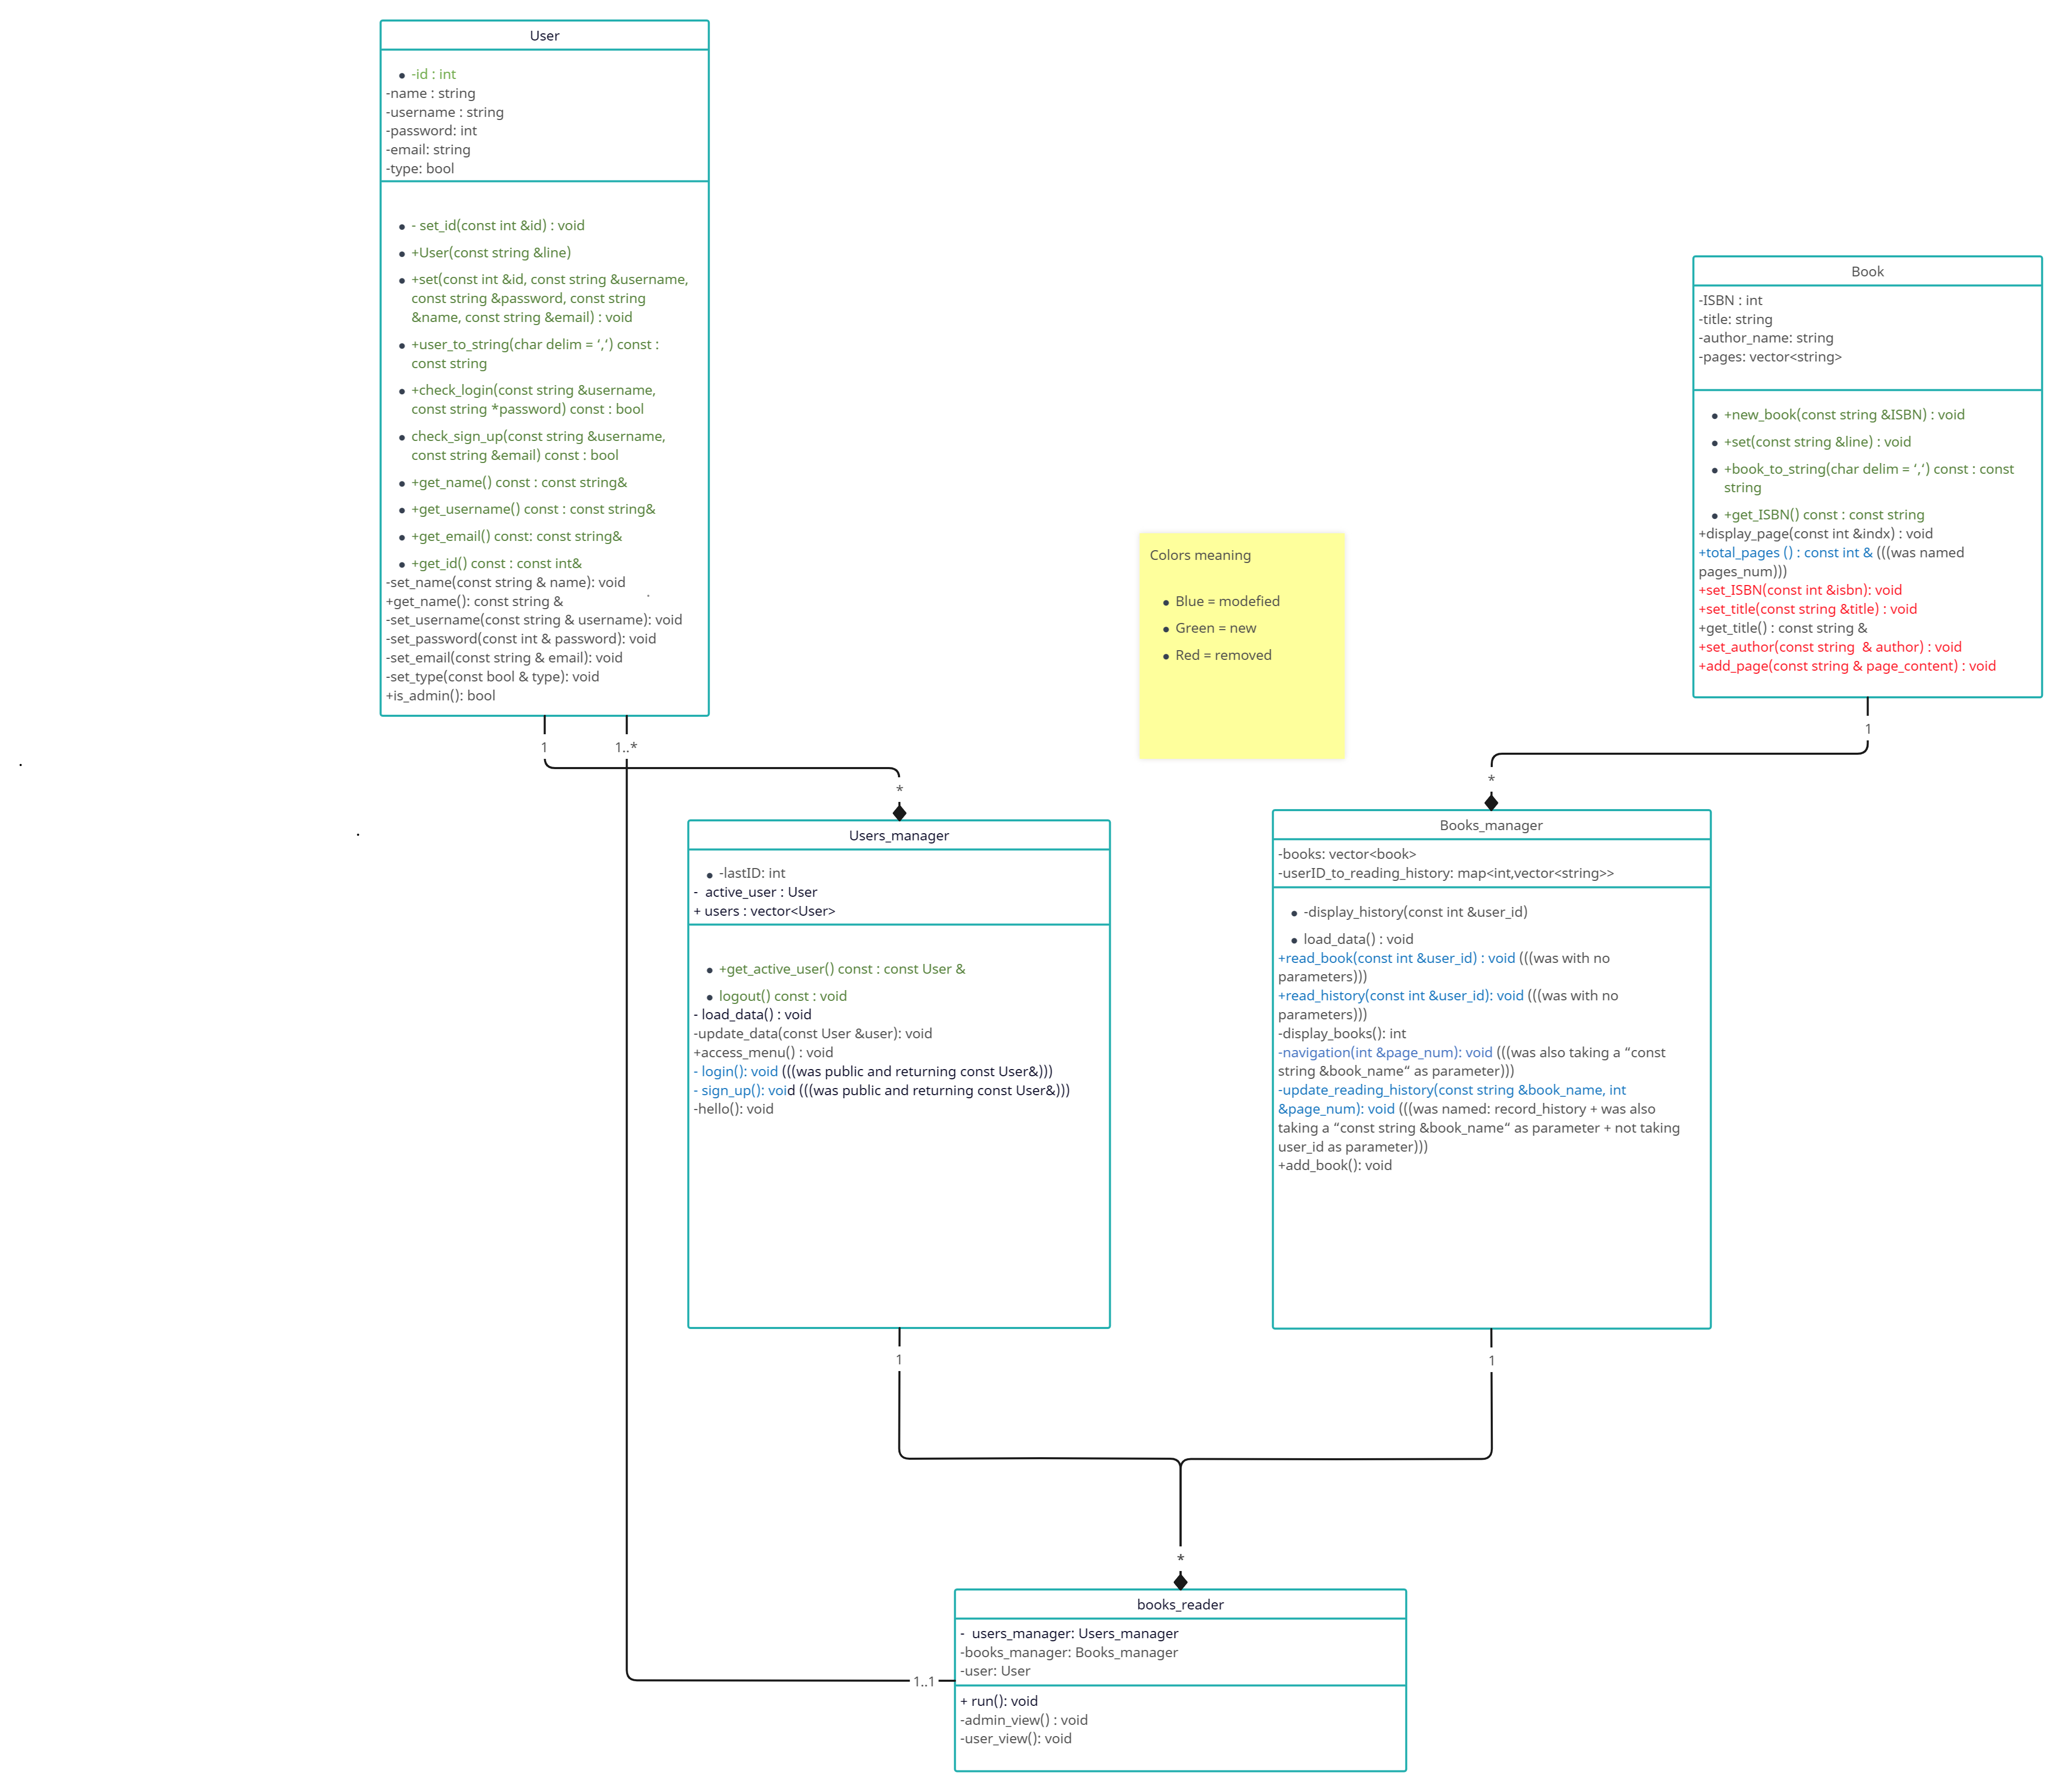 User
-id : int
-name : string
-username : string
-password: int
-email: string
-type: bool
- set_id(const int &id) : void
+User(const string &line)
+set(const int &id, const string &username,
const string &password, const string
&name, const string &email) : void
+user_to_string(char delim = ‘,‘) const :
const string
+check_login(const string &username,
const string *password) const : bool
check_sign_up(const string &username,
const string &email) const : bool
+get_name() const : const string&
+get_username() const : const string&
+get_email() const: const string&
+get_id() const : const int&
-set_name(const string & name): void
+get_name(): const string &
-set_username(const string & username): void
-set_password(const int & password): void
-set_email(const string & email): void
-set_type(const bool & type): void
+is_admin(): bool
1
1..*
Book
-ISBN : int
-title: string
-author_name: string
-pages: vector<string>
+new_book(const string &ISBN) : void
+set(const string &line) : void
+book_to_string(char delim = ‘,‘) const : const
string
+get_ISBN() const : const string
+display_page(const int &indx) : void
+total_pages () : const int & (((was named
pages_num)))
+set_ISBN(const int &isbn): void
+set_title(const string &title) : void
+get_title() : const string &
+set_author(const string  & author) : void
+add_page(const string & page_content) : void
1
Colors meaning
Blue = modefied
Green = new
Red = removed
*
Users_manager
-lastID: int
-  active_user : User
+ users : vector<User>
+get_active_user() const : const User &
logout() const : void
- load_data() : void
-update_data(const User &user): void
+access_menu() : void
- login(): void (((was public and returning const User&)))
- sign_up(): void (((was public and returning const User&)))
-hello(): void
1
*
Books_manager
-books: vector<book>
-userID_to_reading_history: map<int,vector<string>>
-display_history(const int &user_id)
load_data() : void
+read_book(const int &user_id) : void (((was with no
parameters)))
+read_history(const int &user_id): void (((was with no
parameters)))
-display_books(): int
-navigation(int &page_num): void (((was also taking a “const
string &book_name“ as parameter)))
-update_reading_history(const string &book_name, int
&page_num): void (((was named: record_history + was also
taking a “const string &book_name“ as parameter + not taking
user_id as parameter)))
+add_book(): void
1
*
books_reader
-  users_manager: Users_manager
-books_manager: Books_manager
-user: User
1..1
+ run(): void
-admin_view() : void
-user_view(): void